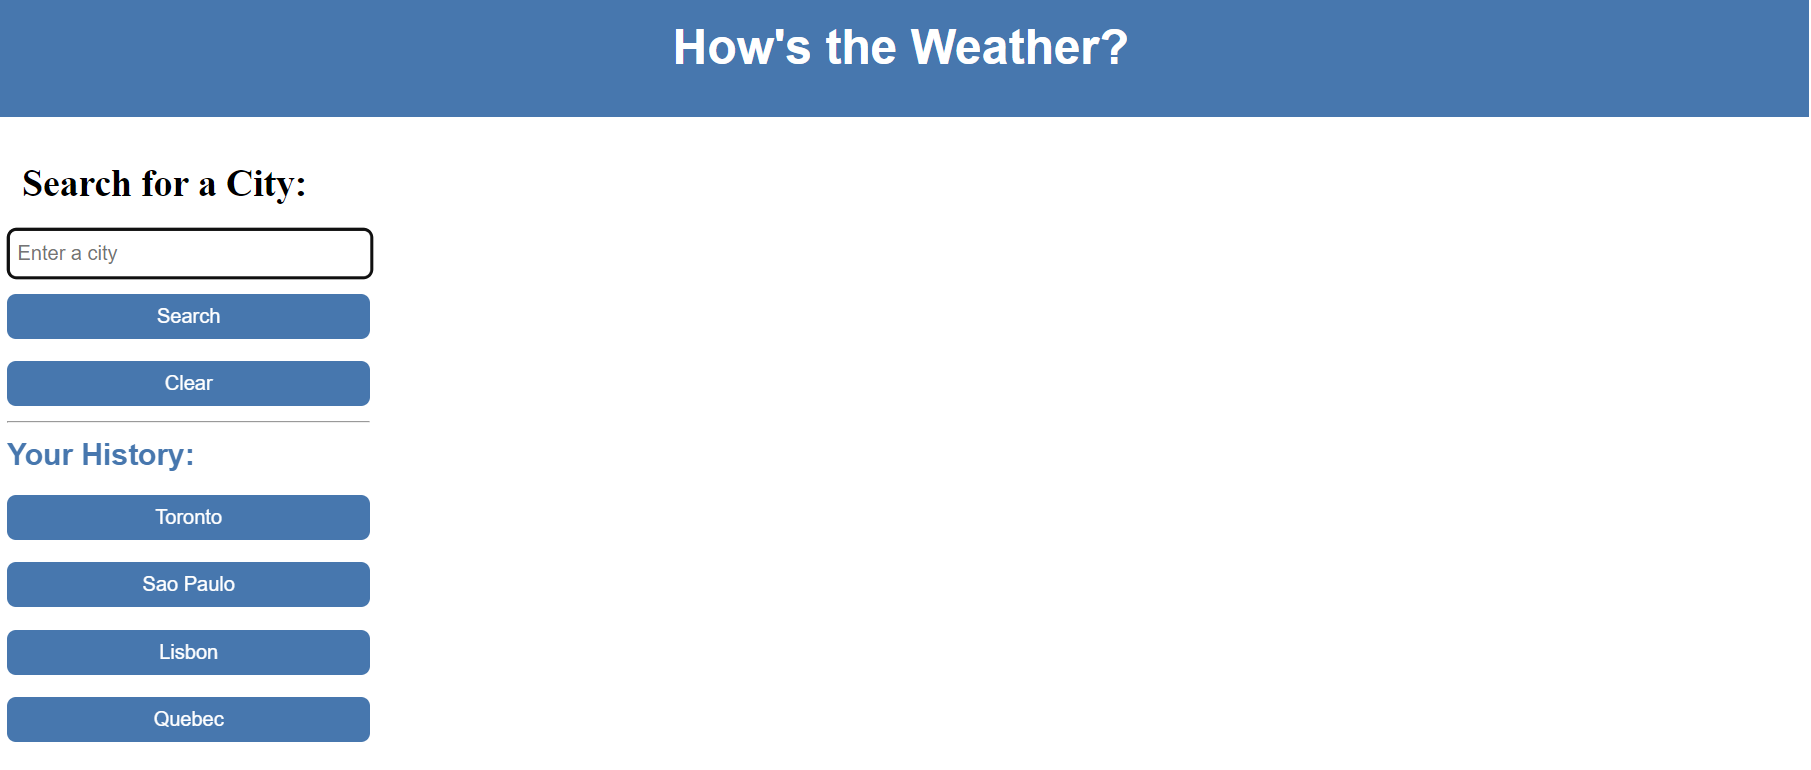 How's the Weather?
Search for a City:
Enter a city
Search
Clear
Your History:
Toronto
Sao Paulo
Lisbon
Quebec